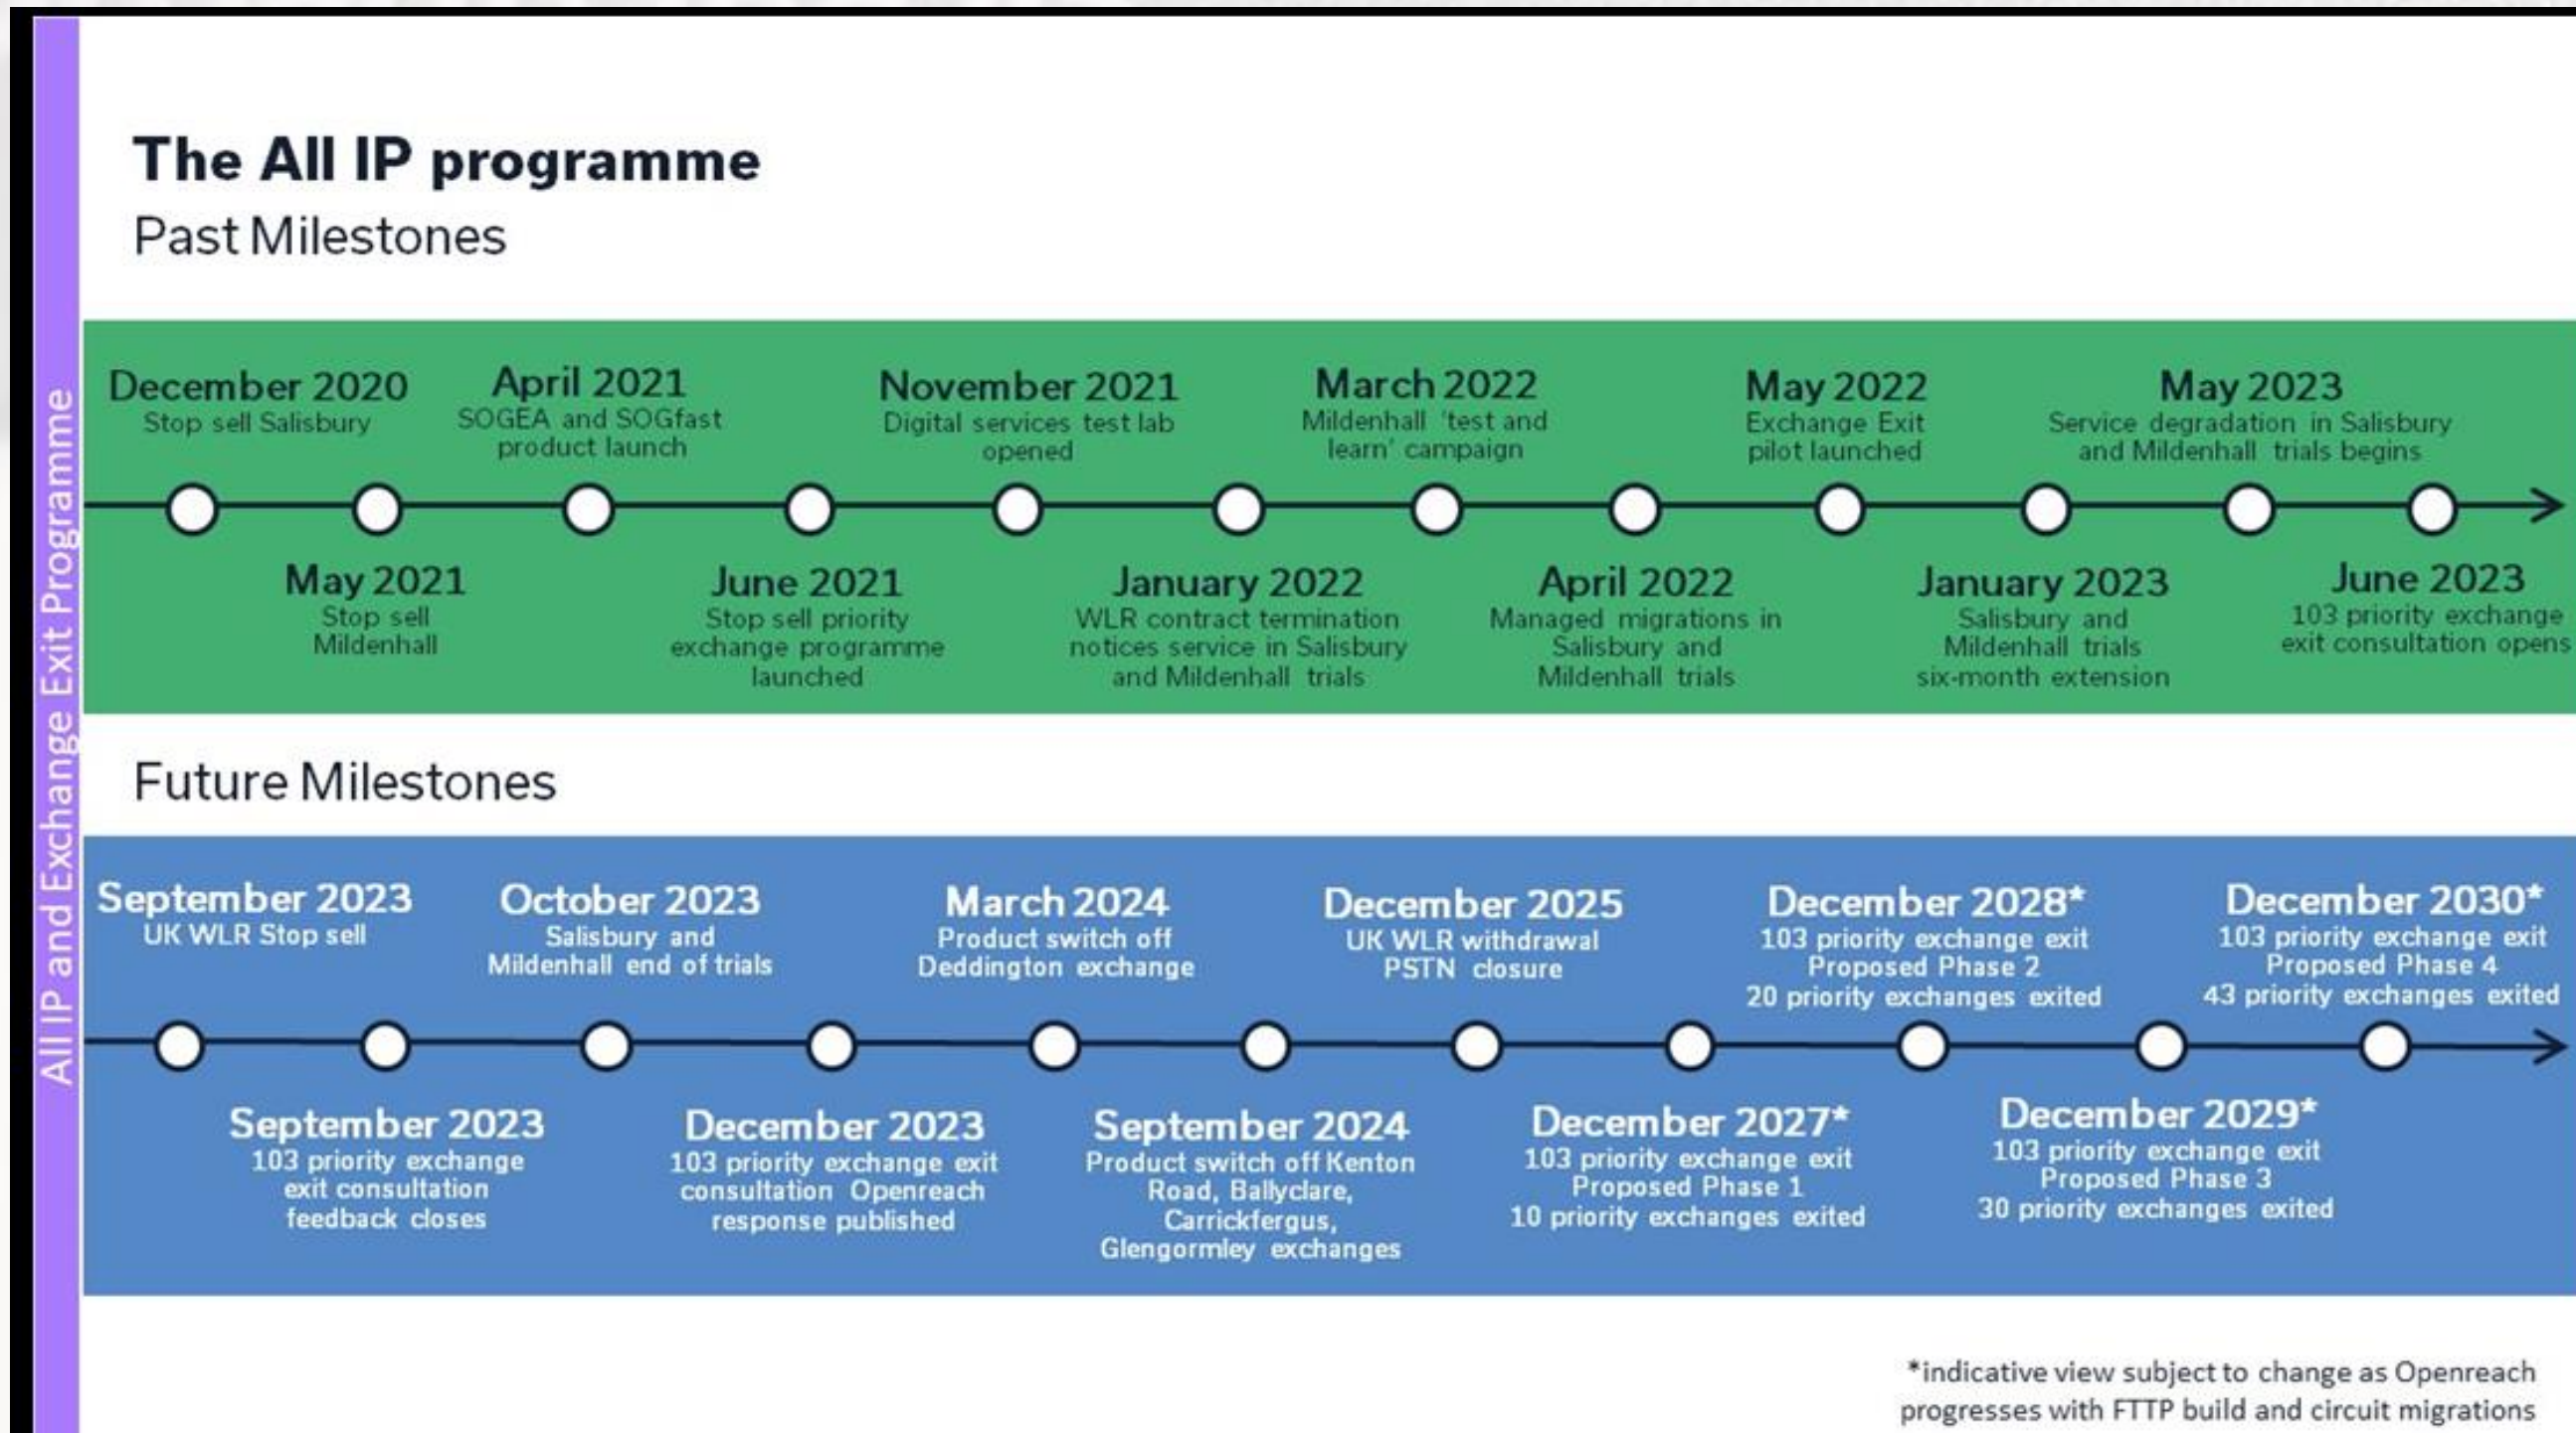 All IP and Exchange Exit Programme
The All IP programme
Past Milestones
December 2020
Stop sell Salisbury
May 2021
Stop sell
Mildenhall
April 2021
SOGEA and SOGfast
product launch
June 2021
Stop sell priority
exchange programme
launched
November 2021
Digital services test lab
opened
January 2022
WLR contract termination
notices service in Salisbury
and Mildenhall trials
March 2022
Mildenhall 'test and
learn' campaign
April 2022
Managed migrations in
Salisbury and
Mildenhall trials
May 2022
Exchange Exit
pilot launched
January 2023
Salisbury and
Mildenhall trials
six-month extension
May 2023
Service degradation in Salisbury
and Mildenhall trials begins
June 2023
103 priority exchange
exit consultation opens
Future Milestones
September 2023
UK WLR Stop sell
September 2023
103 priority exchange
exit consultation
feedback closes
October 2023
Salisbury and
Mildenhall end of trials
December 2023
103 priority exchange exit
consultation Openreach
response published
March 2024
Product switch off
Deddington exchange
September 2024
Product switch off Kenton
Road, Ballyclare,
Carrickfergus,
Glengormley exchanges
December 2025
UK WLR withdrawal
PSTN closure
December 2027*
103 priority exchange exit
Proposed Phase 1
10 priority exchanges exited
December 2028*
103 priority exchange exit
Proposed Phase 2
20 priority exchanges exited
December 2029*
103 priority exchange exit
Proposed Phase 3
30 priority exchanges exited
December 2030*
103 priority exchange exit
Proposed Phase 4
43 priority exchanges exited
*indicative view subject to change as Openreach
progresses with FTTP build and circuit migrations